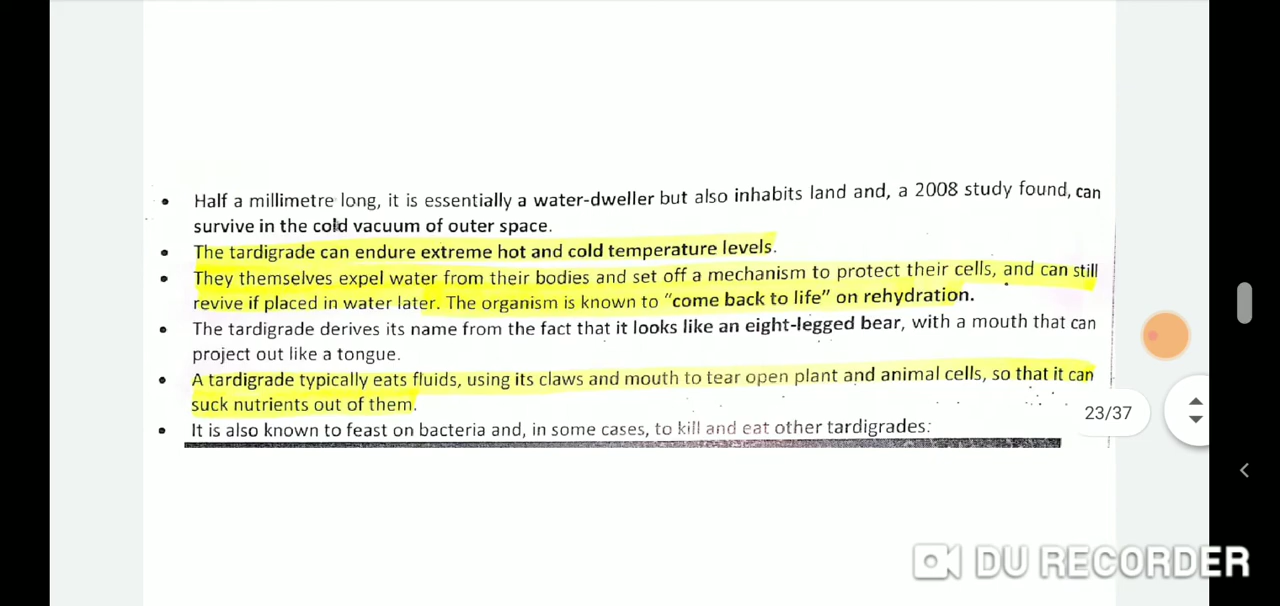 • Half a millimetre long, it is essentially a water-dweller but also inhabits land and, a 2008 study found, can
survive in the cold vacuum of outer space.
• The tardigrade can endure extreme hot and cold temperature levels.
• They themselves expel water from their bodies and set off a mechanism to protect their cells, and can still
revive if placed in water later. The organism is known to “come back to life” on rehydration.
• The tardigrade derives its name from the fact that it looks like an eight-legged bear, with a mouth that can
project out like a tongue.
• A tardigrade typically eats fluids, using its claws and mouth to tear open plant and animal cells, so that it can
suck nutrients out of them.
23/37
• It is also known to feast on bacteria and, in some cases, to kill and eat other tardigrades.
DU RECORDER